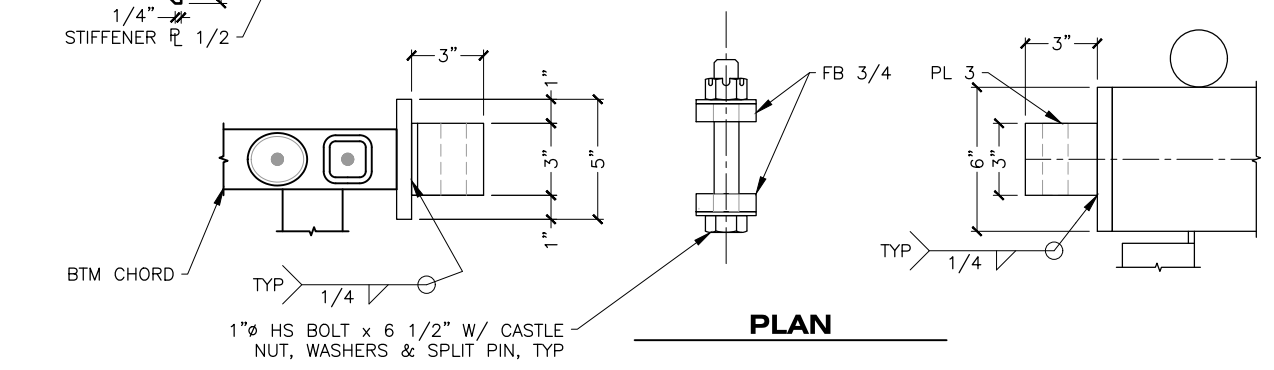 1/4"
STIFFENER ⅊ 1/2
3"
1"
3"
5"
1"
BTM CHORD
TYP
1/4
1"ø HS BOLT x 6 1/2" W/ CASTLE
NUT, WASHERS & SPLIT PIN, TYP
FB 3/4
PLAN
PL 3
3"
6"
3"
TYP
1/4